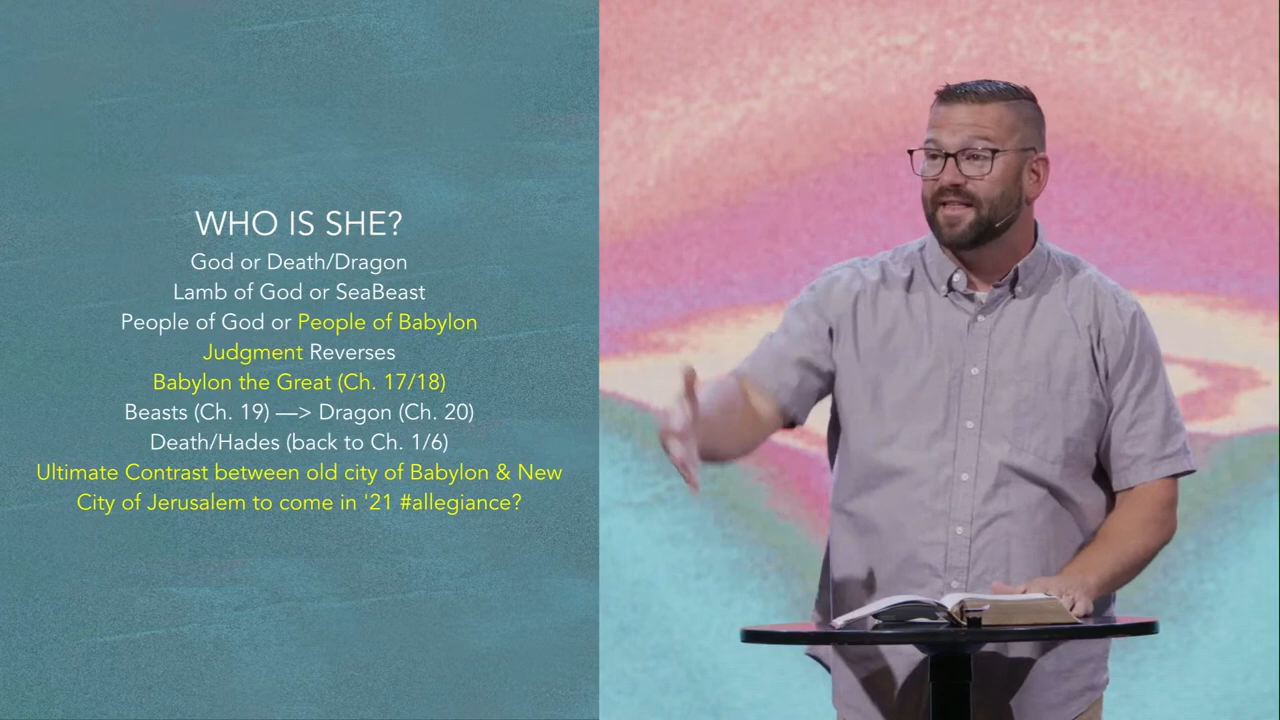 WHO IS SHE?
God or Death/Dragon
Lamb of God or SeaBeast
People of God or People of Babylon
Judgment Reverses
Babylon the Great (Ch. 17/18)
Beasts (Ch. 19) —> Dragon (Ch. 20)
Death/Hades (back to Ch. 1/6)
Ultimate Contrast between old city of Babylon & New
City of Jerusalem to come in '21 #allegiance?